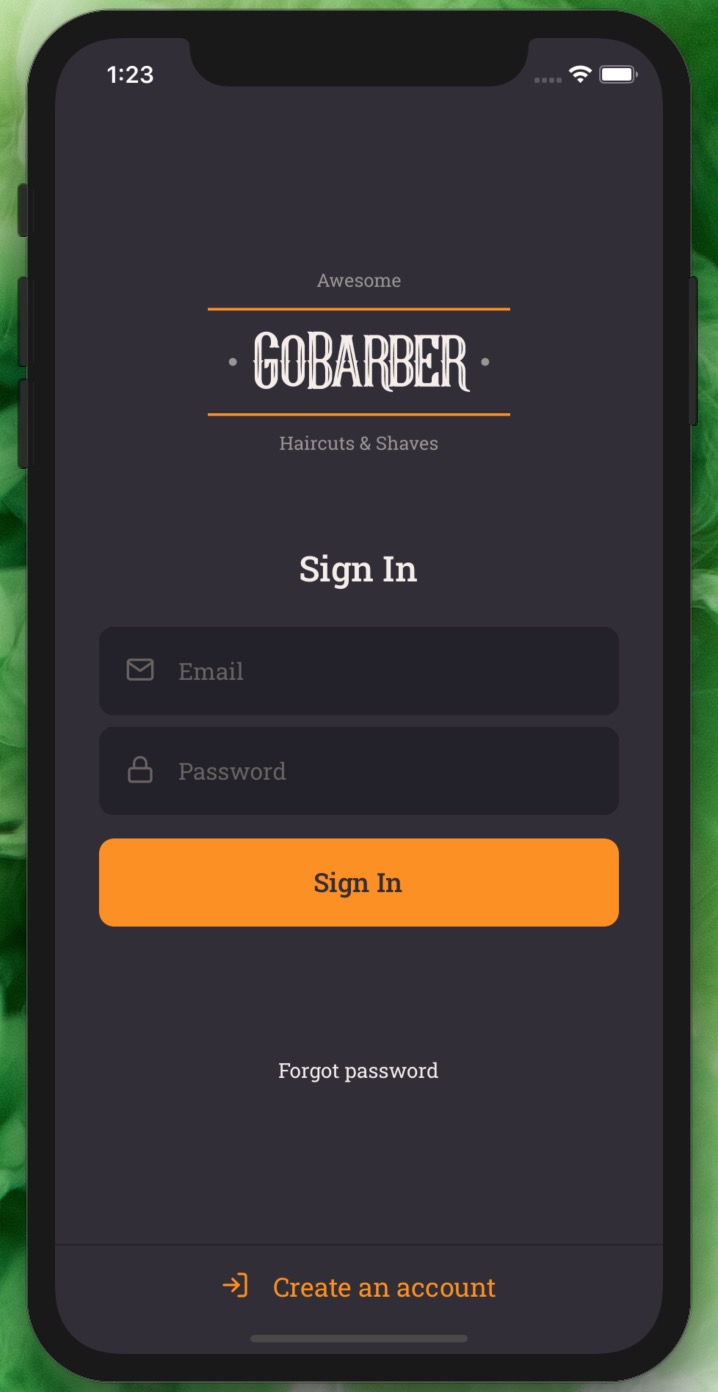 1:23
Awesome
• GOBARBER •
Haircuts & Shaves
Sign In
Email
Password
Sign In
Forgot password
Create an account